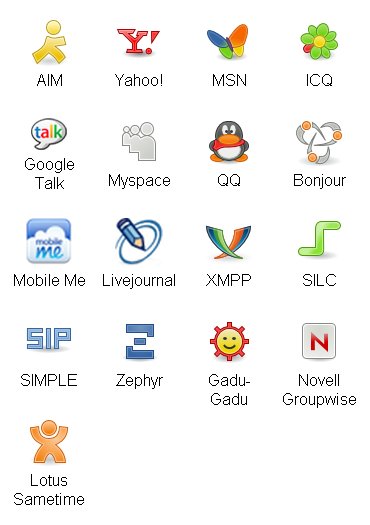 Y!
AIM
Yahoo!
MSN
ICQ
talk
Google
Talk
Myspace
QQ
Bonjour
mobile
me
Mobile Me
Livejournal
XMPP
SILC
SIP
N
SIMPLE
Zephyr
Gadu-
Gadu
Novell
Groupwise
Lotus
Sametime